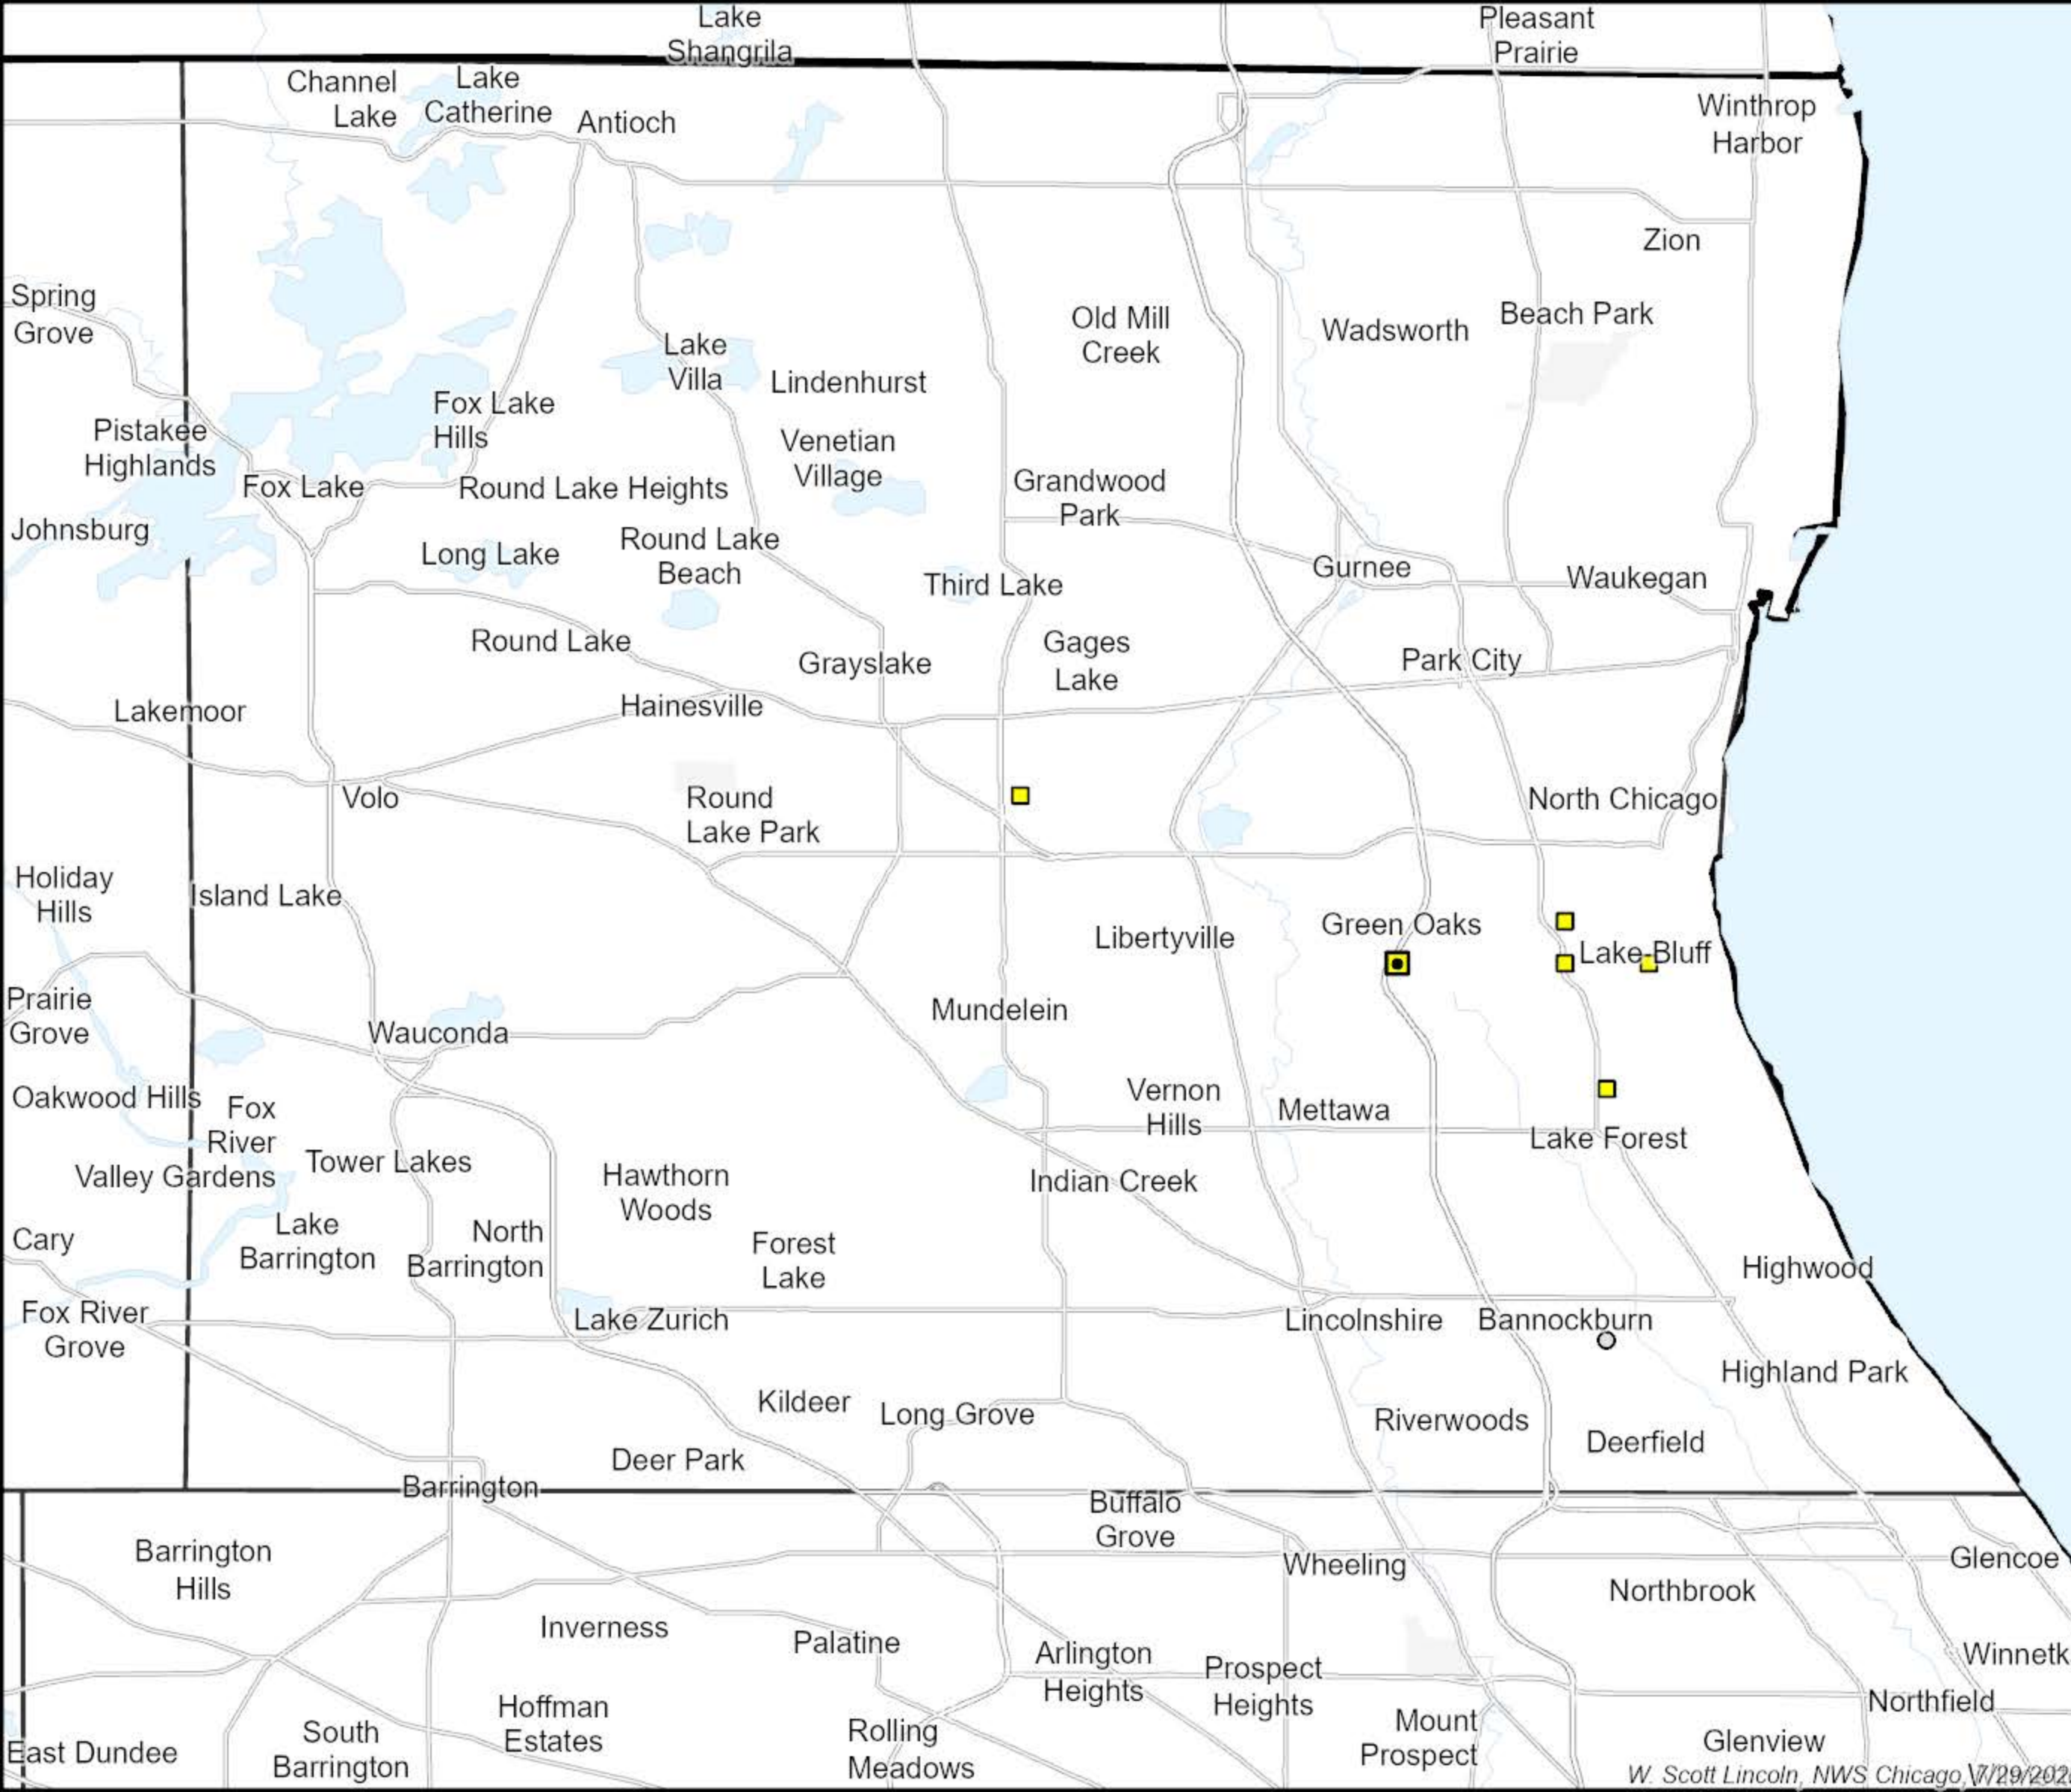 Lake
Shangrila
Pleasant
Prairie
Channel
Lake
Lake
Catherine
Antioch
Winthrop
Harbor
Zion
Spring
Grove
Old Mill
Creek
Wadsworth
Beach Park
Lake
Villa
Lindenhurst
Fox Lake
Hills
Pistakee
Highlands
Venetian
Village
Fox Lake
Round Lake Heights
Grandwood
Park
Johnsburg
Long Lake
Round Lake
Beach
Third Lake
Gurnee
Waukegan
Round Lake
Grayslake
Gages
Lake
Park City
Lakemoor
Hainesville
Volo
Round
Lake Park
North Chicago
Holiday
Hills
Island Lake
Libertyville
Green Oaks
Lake Bluff
Prairie
Grove
Wauconda
Mundelein
Oakwood Hills
Fox
River
Valley Gardens
Tower Lakes
Vernon
Hills
Mettawa
Lake Forest
Hawthorn
Woods
Indian Creek
Cary
Lake
Barrington
North
Barrington
Forest
Lake
Highwood
Fox River
Grove
Lake Zurich
Lincolnshire
Bannockburn
Highland Park
Kildeer
Long Grove
Riverwoods
Deerfield
Deer Park
Barrington
Buffalo
Grove
Barrington
Hills
Wheeling
Glencoe
Northbrook
Inverness
Palatine
Arlington
Heights
Prospect
Heights
Winnetk
Northfield
Hoffman
Estates
South
Barrington
Rolling
Meadows
Mount
Prospect
Glenview
East Dundee
W. Scott Lincoln, NWS Chicago